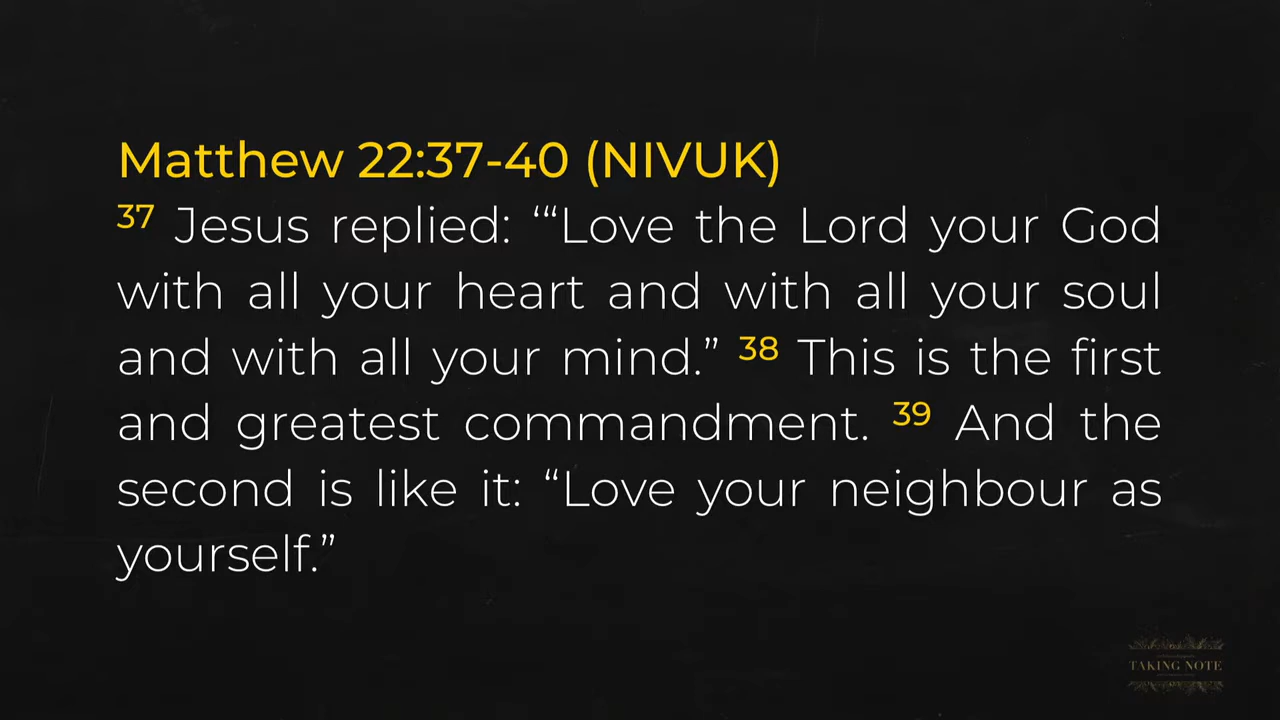 Matthew 22:37-40 (NIVUK)
37 Jesus replied: ‘“Love the Lord your God
with all your heart and with all your soul
and with all your mind.” 38 This is the first
and greatest commandment. 39 And the
second is like it: “Love your neighbour as
yourself.”
TAKING NOTE